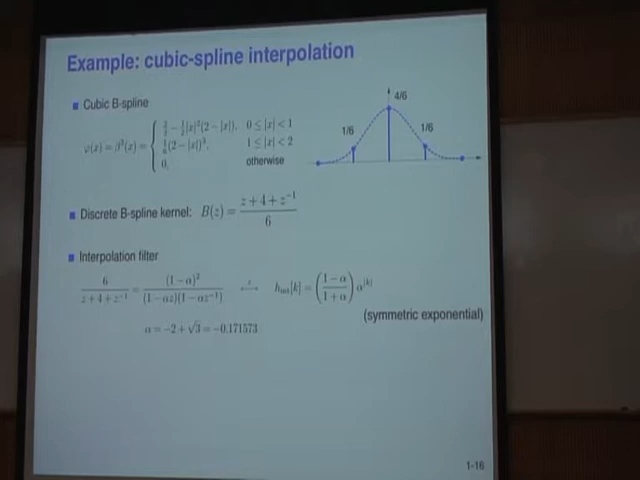 Example: cubic-spline interpolation
■ Cubic B-spline
φ(x) = β³(x) = { 2/3 − 1/2|x|²(2 − |x|), 0 ≤ |x| < 1
1/6(2 − |x|)³, 1 ≤ |x| < 2
0, otherwise
4/6
1/6
1/6
■ Discrete B-spline kernel: B(z) = (z + 4 + z⁻¹)/6
■ Interpolation filter
6/(z + 4 + z⁻¹) = (1 − α)²/((1 − αz)(1 − αz⁻¹)) ⟷ h_int[k] = ((1 − α)/(1 + α)) α^|k|
(symmetric exponential)
α = −2 + √3 = −0.171573
1-16